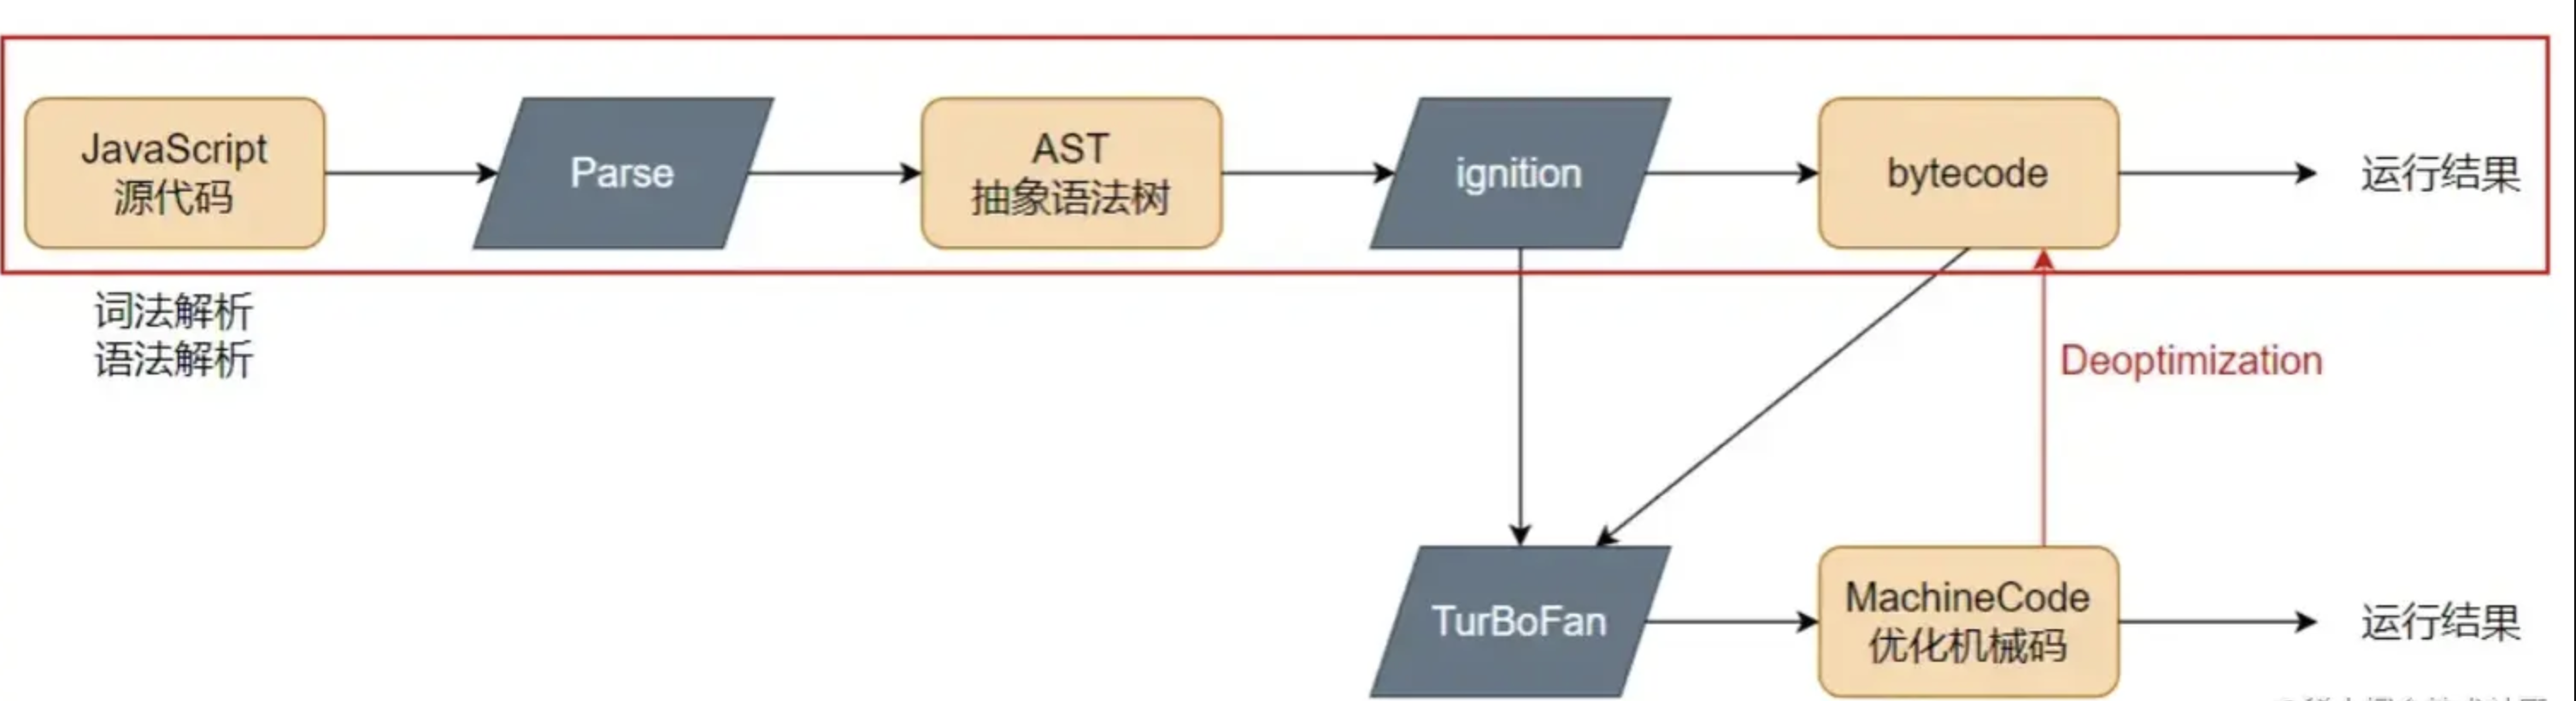 JavaScript
源代码
Parse
AST
抽象语法树
ignition
bytecode
运行结果
词法解析
语法解析
Deoptimization
TurBoFan
MachineCode
优化机械码
运行结果